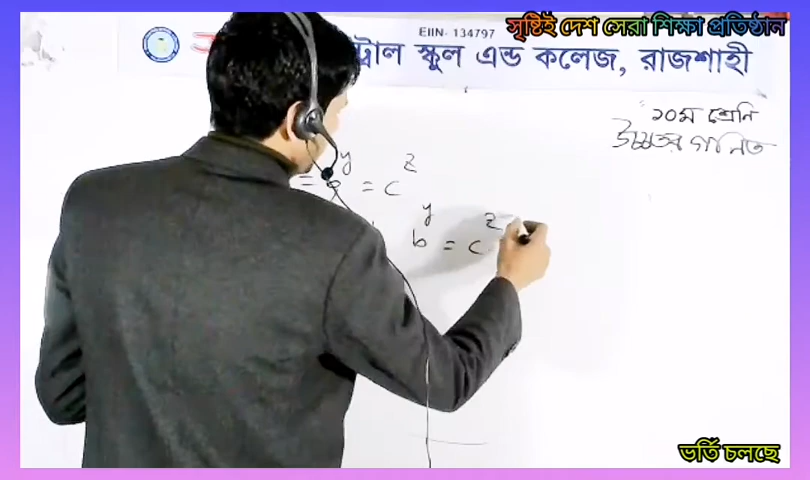 সৃষ্টিই দেশ সেরা শিক্ষা প্রতিষ্ঠান
EIIN- 134797
ট্রাল স্কুল এন্ড কলেজ, রাজশাহী
১০ম শ্রেনি
উচ্চতর গনিত
= b^y = c^z
b^y = c^z
ভর্তি চলছে